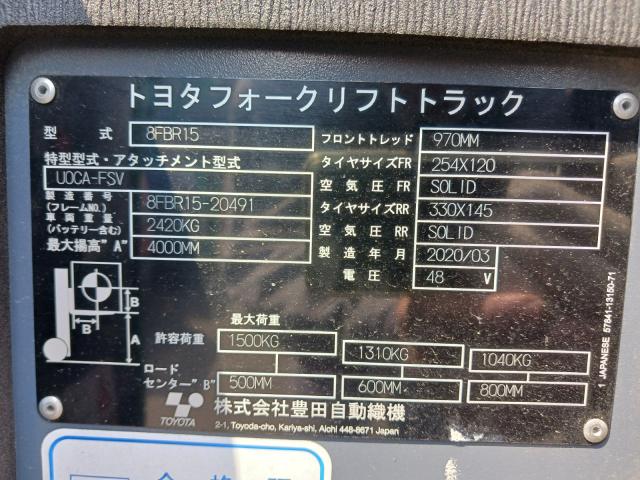 トヨタフォークリフトトラック
型 式 8FBR15
特型型式・アタッチメント型式
U0CA-FSV
製造番号
(フレームNO.) 8FBR15-20491
車両重量
(バッテリー含む) 2420KG
最大揚高"A" 4000MM
フロントトレッド 970MM
タイヤサイズFR 254X120
空気圧 FR SOLID
タイヤサイズRR 330X145
空気圧 RR SOLID
製造年月 2020/03
電圧 48 V
B
B
A
最大荷重
許容荷重 1500KG 1310KG 1040KG
ロード
センター"B" 500MM 600MM 800MM
TOYOTA
株式会社豊田自動織機
2-1, Toyoda-cho, Kariya-shi, Aichi 448-8671 Japan
1 JAPANESE 57841-13150-71